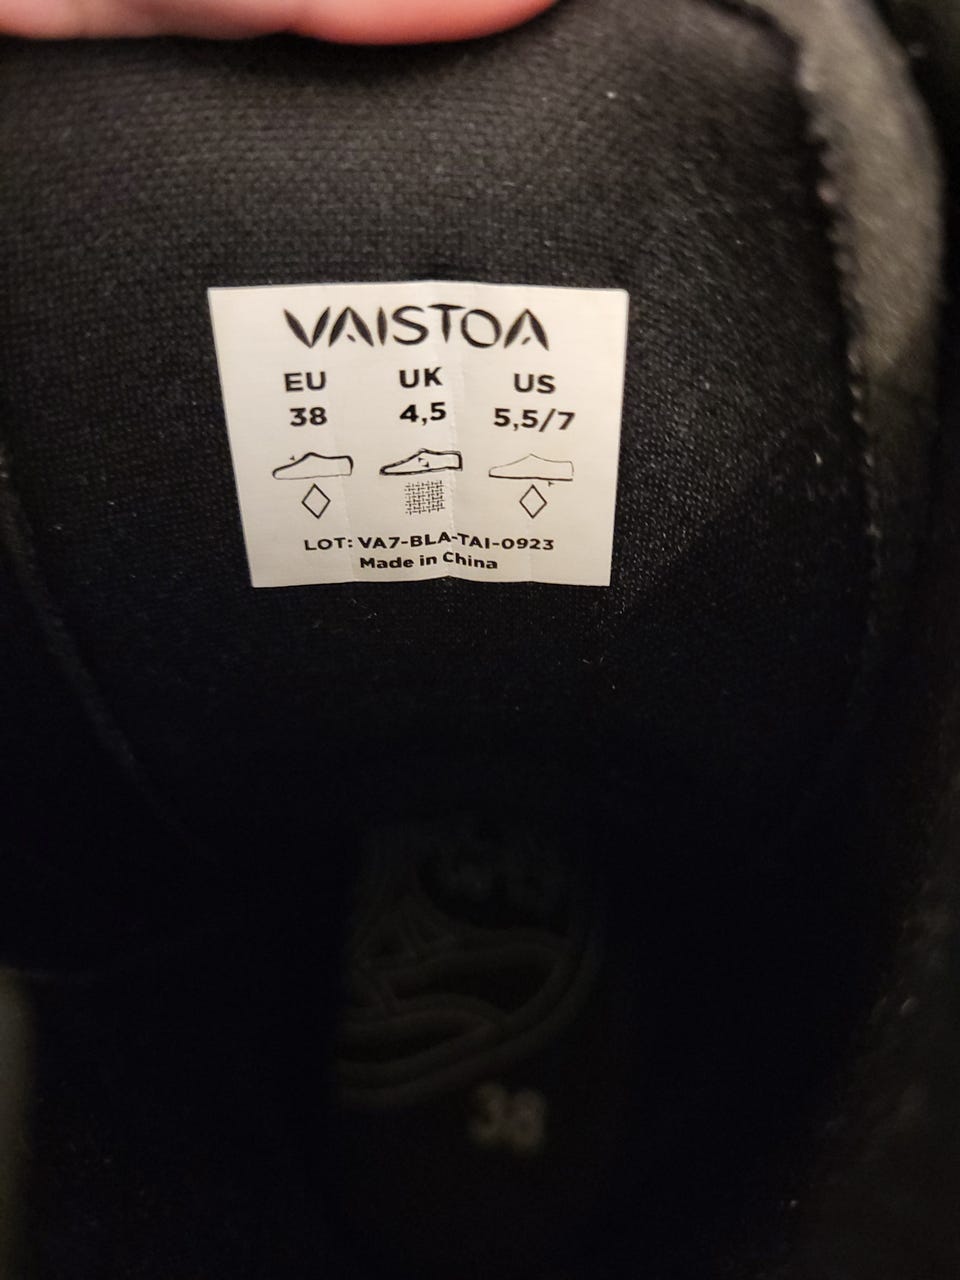 VAISTOA
EU UK US
38 4,5 5,5/7
LOT: VA7-BLA-TAI-0923
Made in China
38